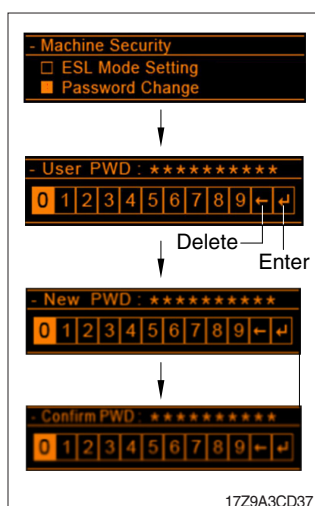 - Machine Security
□ ESL Mode Setting
■ Password Change
- User PWD : **********
0 1 2 3 4 5 6 7 8 9 ← ↵
Delete
Enter
- New PWD : **********
0 1 2 3 4 5 6 7 8 9 ← ↵
- Confirm PWD : **********
0 1 2 3 4 5 6 7 8 9 ← ↵
17Z9A3CD37